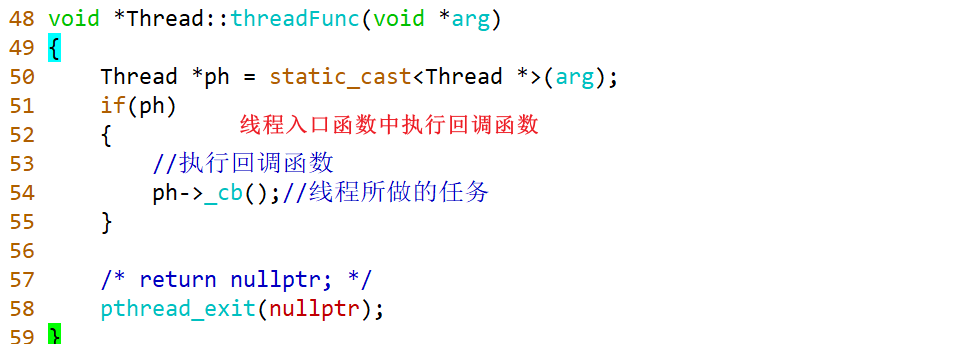 48 void *Thread::threadFunc(void *arg)
49 {
50     Thread *ph = static_cast<Thread *>(arg);
51     if(ph)
线程入口函数中执行回调函数
52     {
53         //执行回调函数
54         ph->_cb();//线程所做的任务
55     }
56
57     /* return nullptr; */
58     pthread_exit(nullptr);
59 }